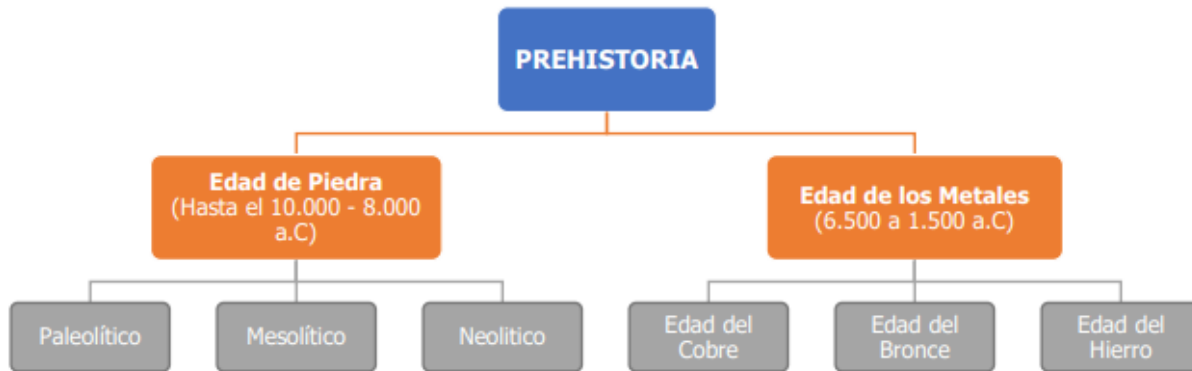 PREHISTORIA
Edad de Piedra
(Hasta el 10.000 - 8.000
a.C)
Edad de los Metales
(6.500 a 1.500 a.C)
Paleolítico
Mesolítico
Neolitico
Edad del
Cobre
Edad del
Bronce
Edad del
Hierro